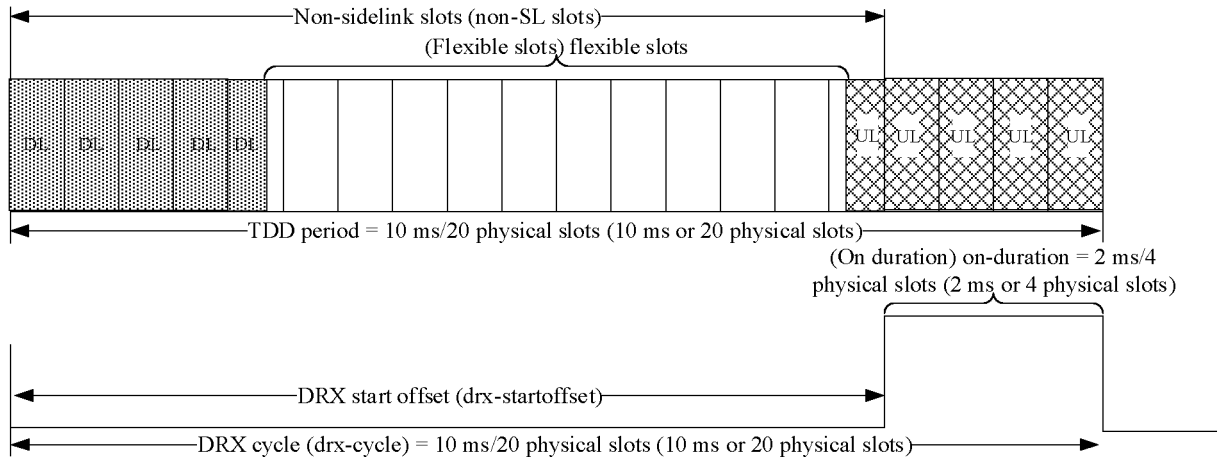 Non-sidelink slots (non-SL slots)
(Flexible slots) flexible slots
DL DL DL DL DL UL UL UL UL UL
TDD period = 10 ms/20 physical slots (10 ms or 20 physical slots)
(On duration) on-duration = 2 ms/4
physical slots (2 ms or 4 physical slots)
DRX start offset (drx-startoffset)
DRX cycle (drx-cycle) = 10 ms/20 physical slots (10 ms or 20 physical slots)